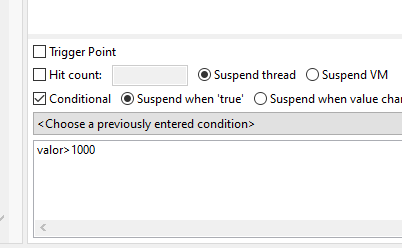 Trigger Point
Hit count: Suspend thread Suspend VM
Conditional Suspend when 'true' Suspend when value
<Choose a previously entered condition>
valor>1000